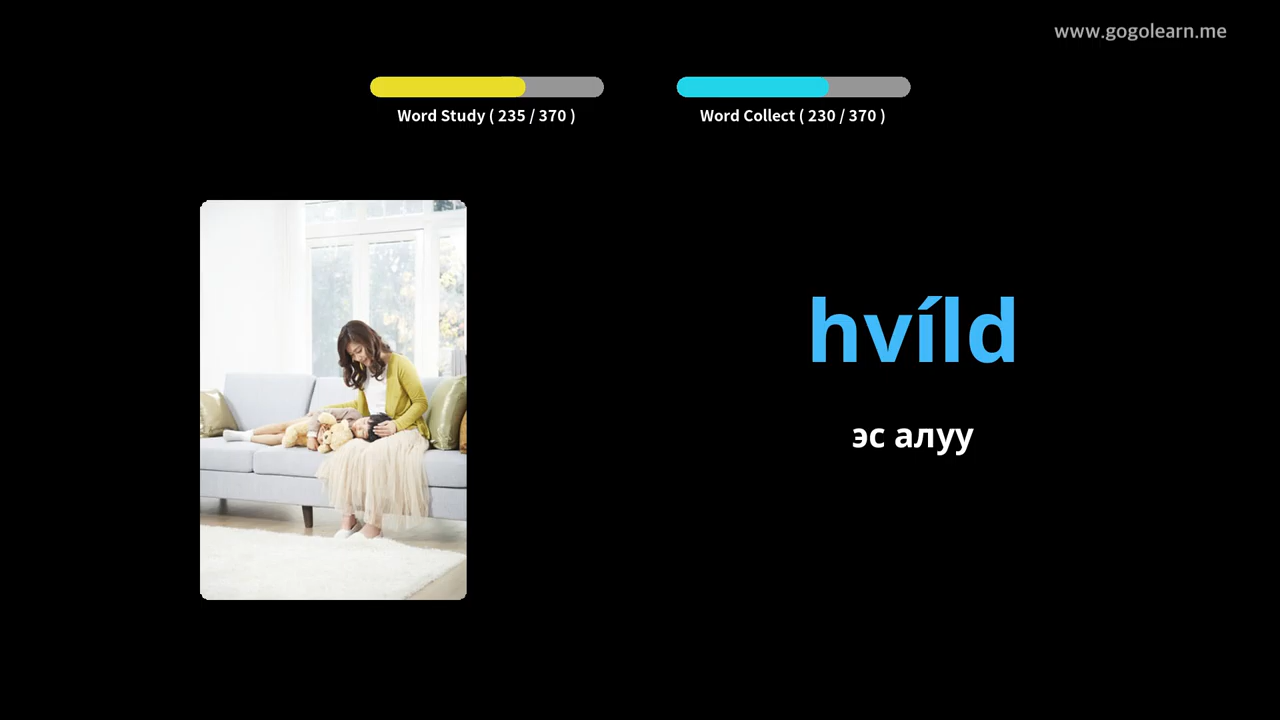 www.gogolearn.me
Word Study ( 235 / 370 )
Word Collect ( 230 / 370 )
hvíld
эс алуу